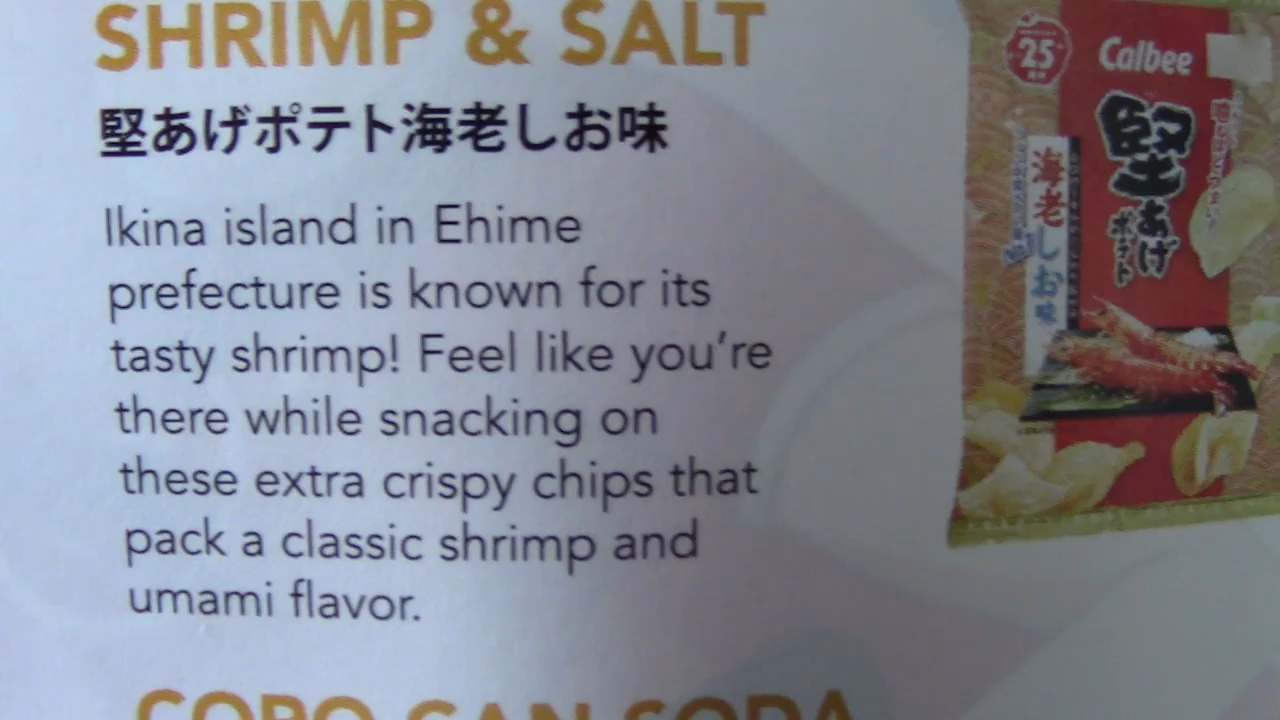 SHRIMP & SALT
堅あげポテト海老しお味
Ikina island in Ehime
prefecture is known for its
tasty shrimp! Feel like you're
there while snacking on
these extra crispy chips that
pack a classic shrimp and
umami flavor.
25
Calbee
堅あげ
ポテト
海老しお味